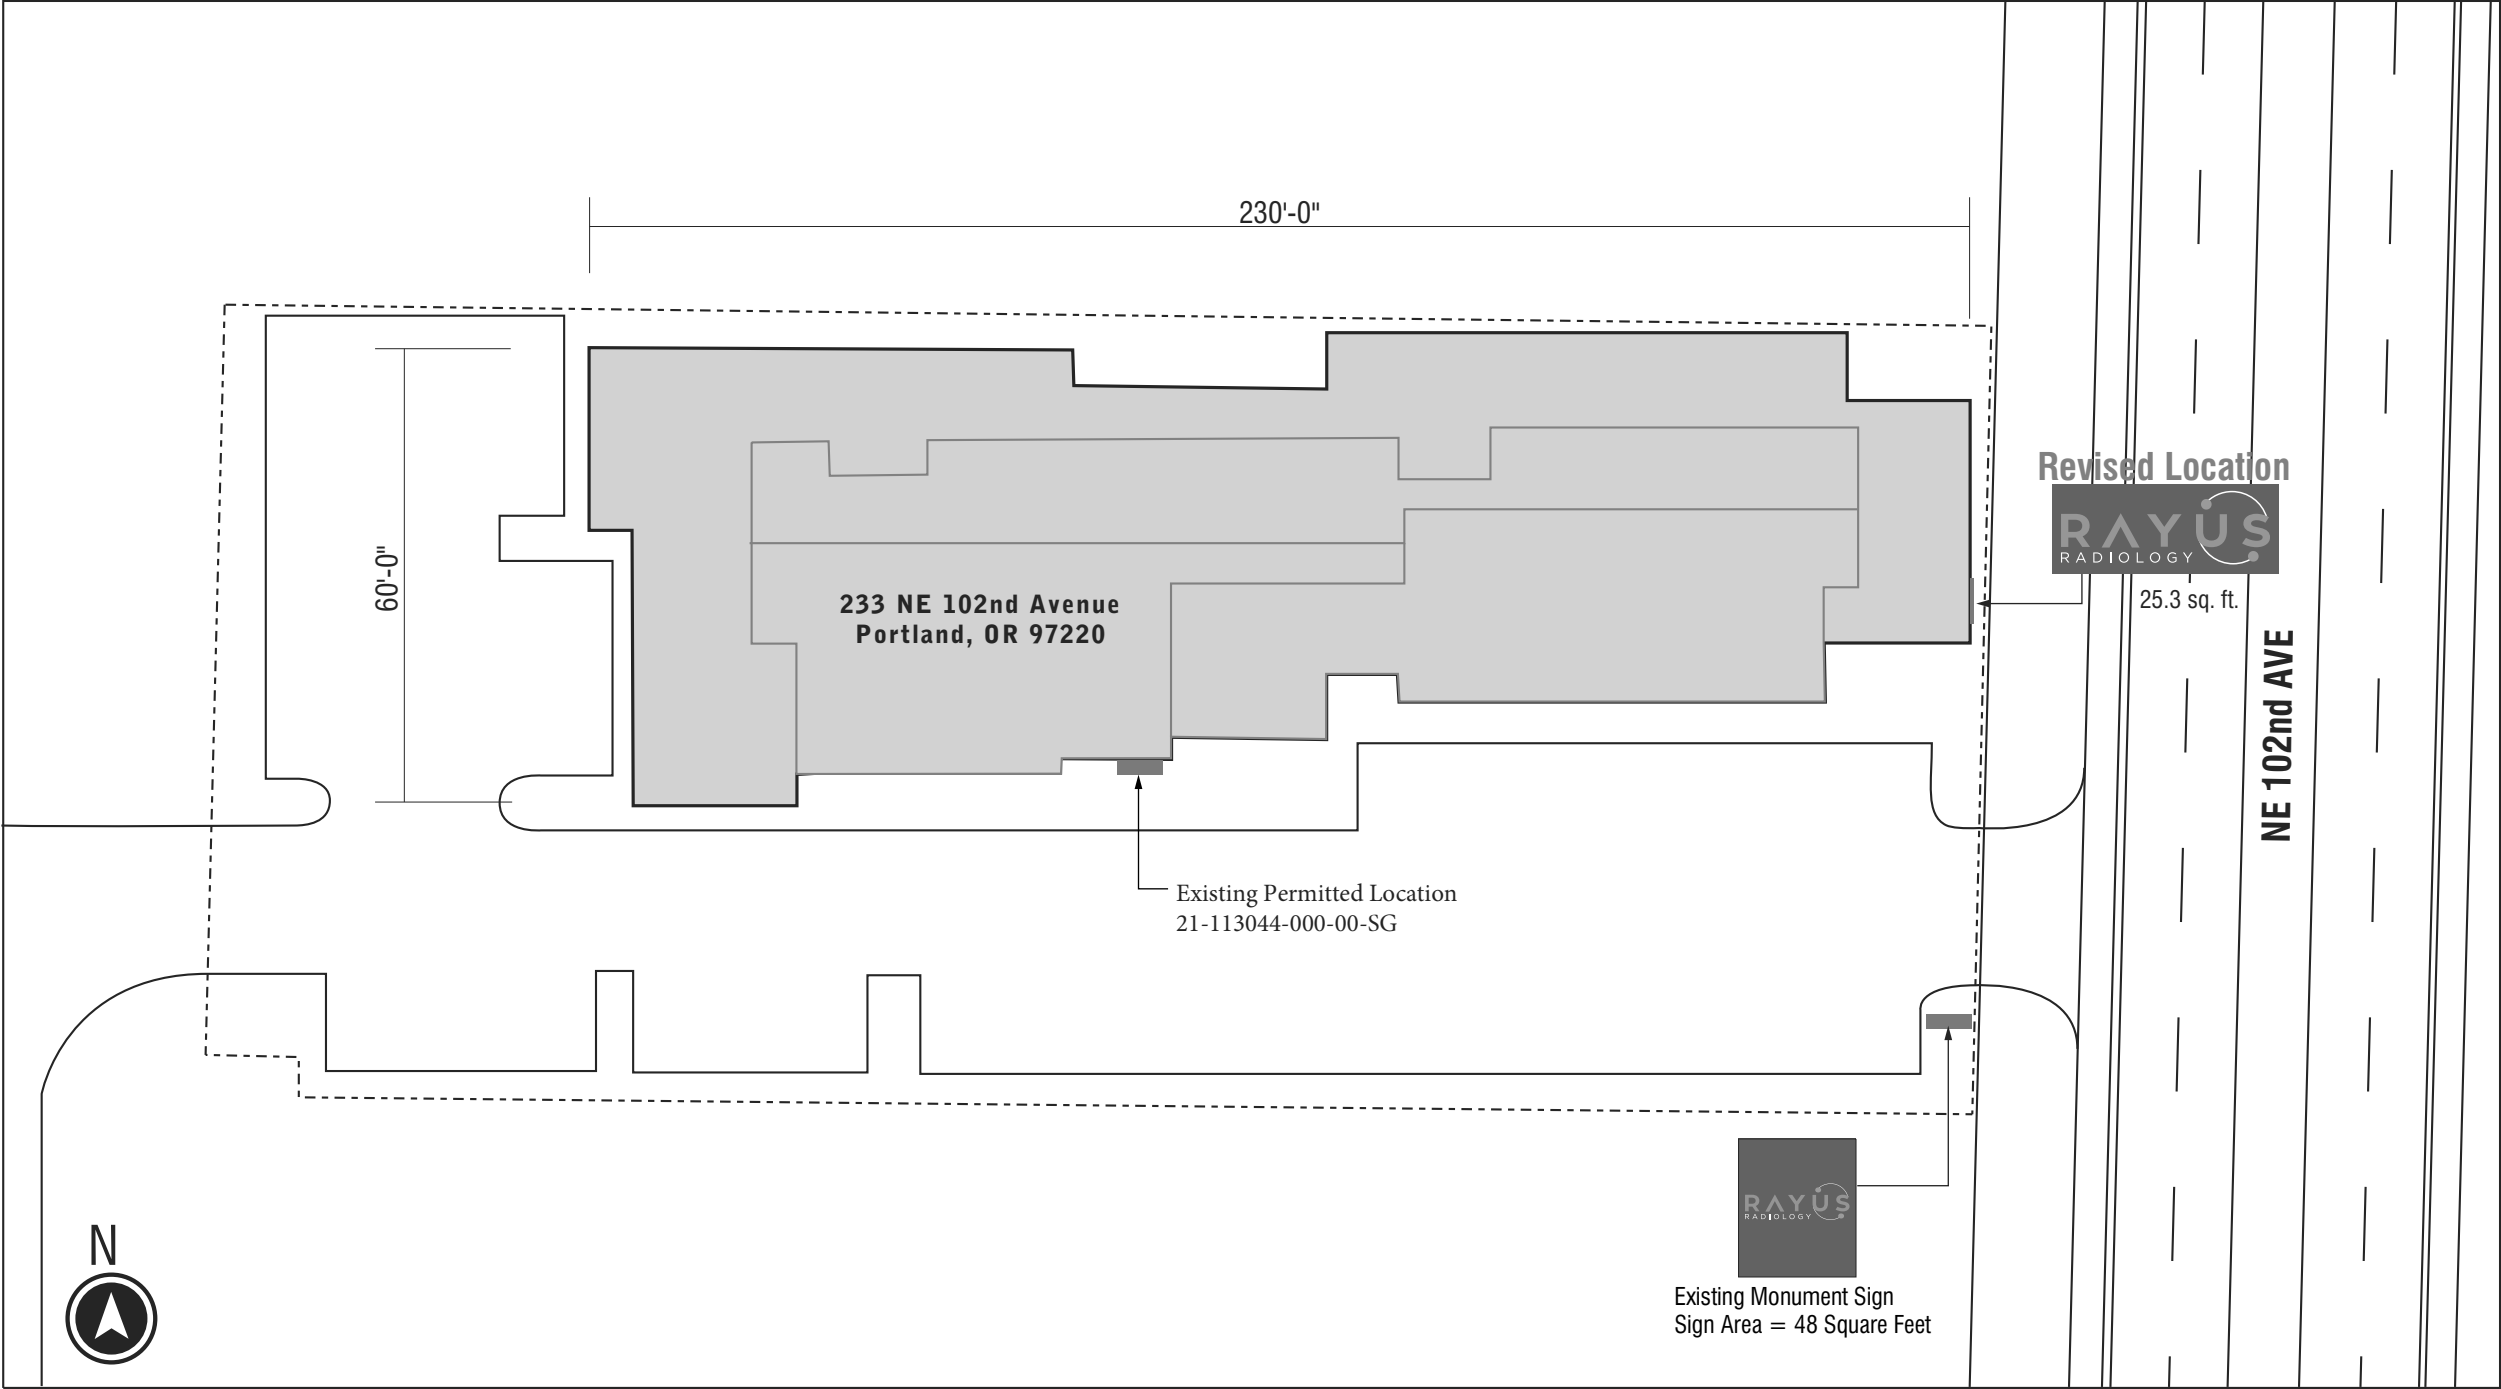 230'-0"
Revised Location
RAYUS
RADIOLOGY
25.3 sq. ft.
60'-0"
233 NE 102nd Avenue
Portland, OR 97220
NE 102nd AVE
Existing Permitted Location
21-113044-000-00-SG
RAYUS
RADIOLOGY
N
Existing Monument Sign
Sign Area = 48 Square Feet